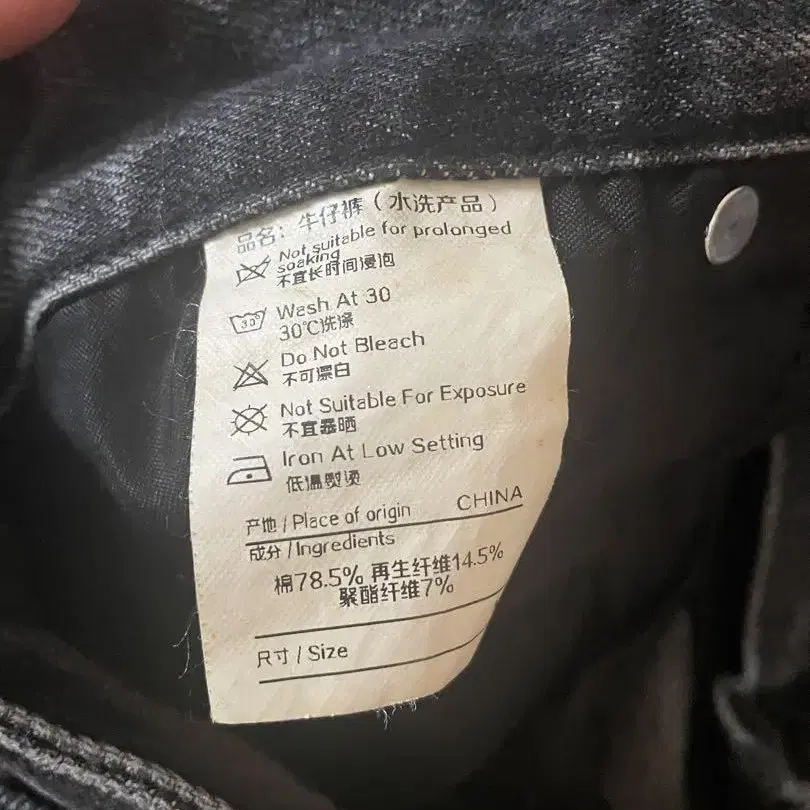 品名：牛仔裤（水洗产品）
Not suitable for prolonged
soaking
不宜长时间浸泡
30°
Wash At 30
30℃洗涤
Do Not Bleach
不可漂白
Not Suitable For Exposure
不宜暴晒
Iron At Low Setting
低温熨烫
产地 / Place of origin CHINA
成分 / Ingredients
棉78.5% 再生纤维14.5%
聚酯纤维7%
尺寸 / Size